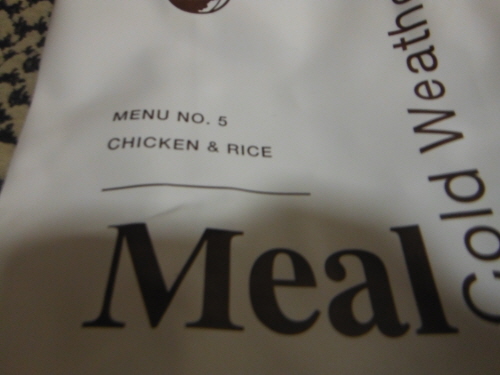 MENU NO. 5
CHICKEN & RICE
Meal
Cold Weathe